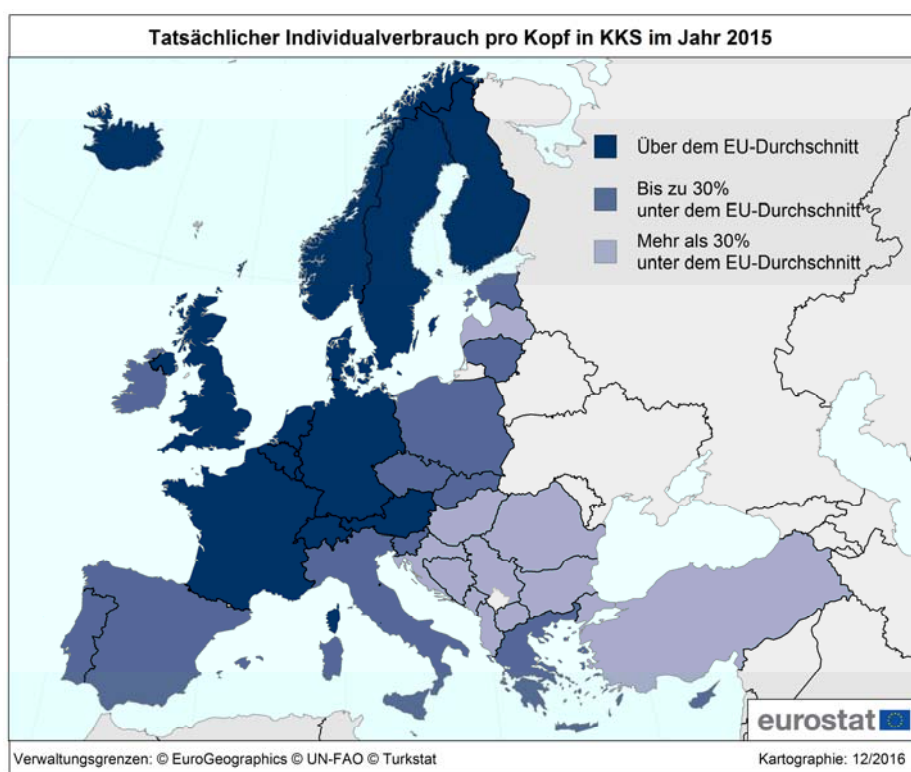 Tatsächlicher Individualverbrauch pro Kopf in KKS im Jahr 2015
Über dem EU-Durchschnitt
Bis zu 30%
unter dem EU-Durchschnitt
Mehr als 30%
unter dem EU-Durchschnitt
eurostat
Verwaltungsgrenzen: © EuroGeographics © UN-FAO © Turkstat
Kartographie: 12/2016